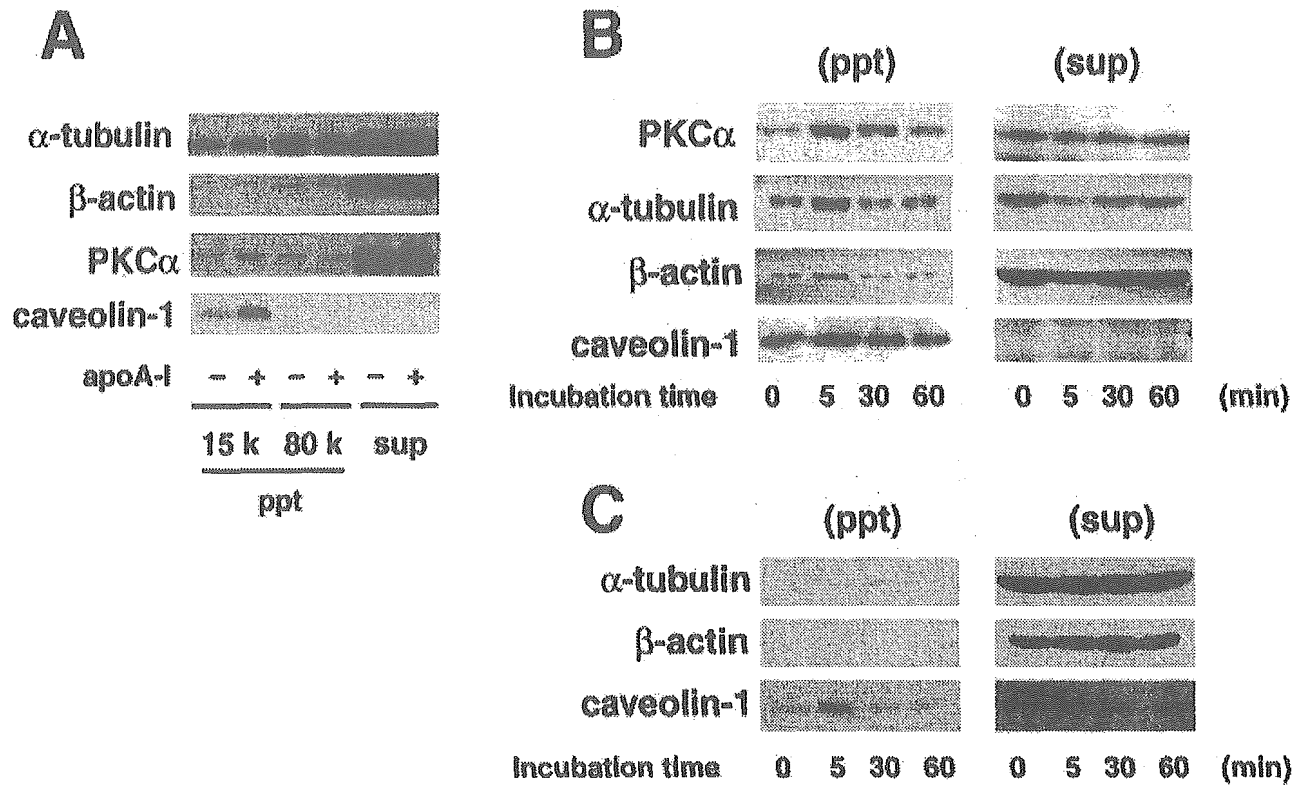 A
α-tubulin
β-actin
PKCα
caveolin-1
apoA-I - + - + - +
15 k 80 k sup
ppt
B
(ppt) (sup)
PKCα
α-tubulin
β-actin
caveolin-1
Incubation time 0 5 30 60 0 5 30 60 (min)
C
(ppt) (sup)
α-tubulin
β-actin
caveolin-1
Incubation time 0 5 30 60 0 5 30 60 (min)